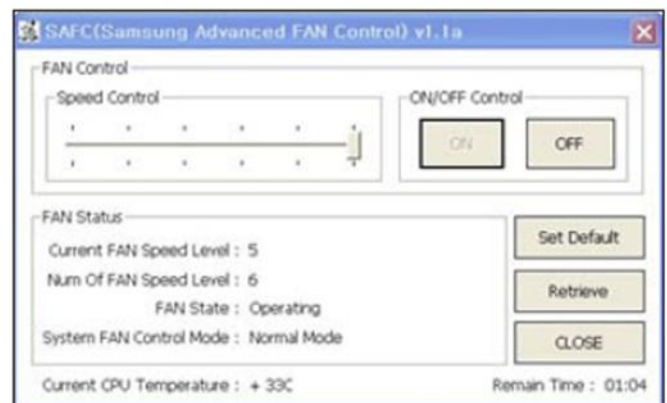 SAFC(Samsung Advanced FAN Control) v1.1a
FAN Control
Speed Control
ON/OFF Control
ON
OFF
FAN Status
Current FAN Speed Level : 5
Num Of FAN Speed Level : 6
FAN State : Operating
System FAN Control Mode : Normal Mode
Set Default
Retrieve
CLOSE
Current CPU Temperature : + 33C
Remain Time : 01:04